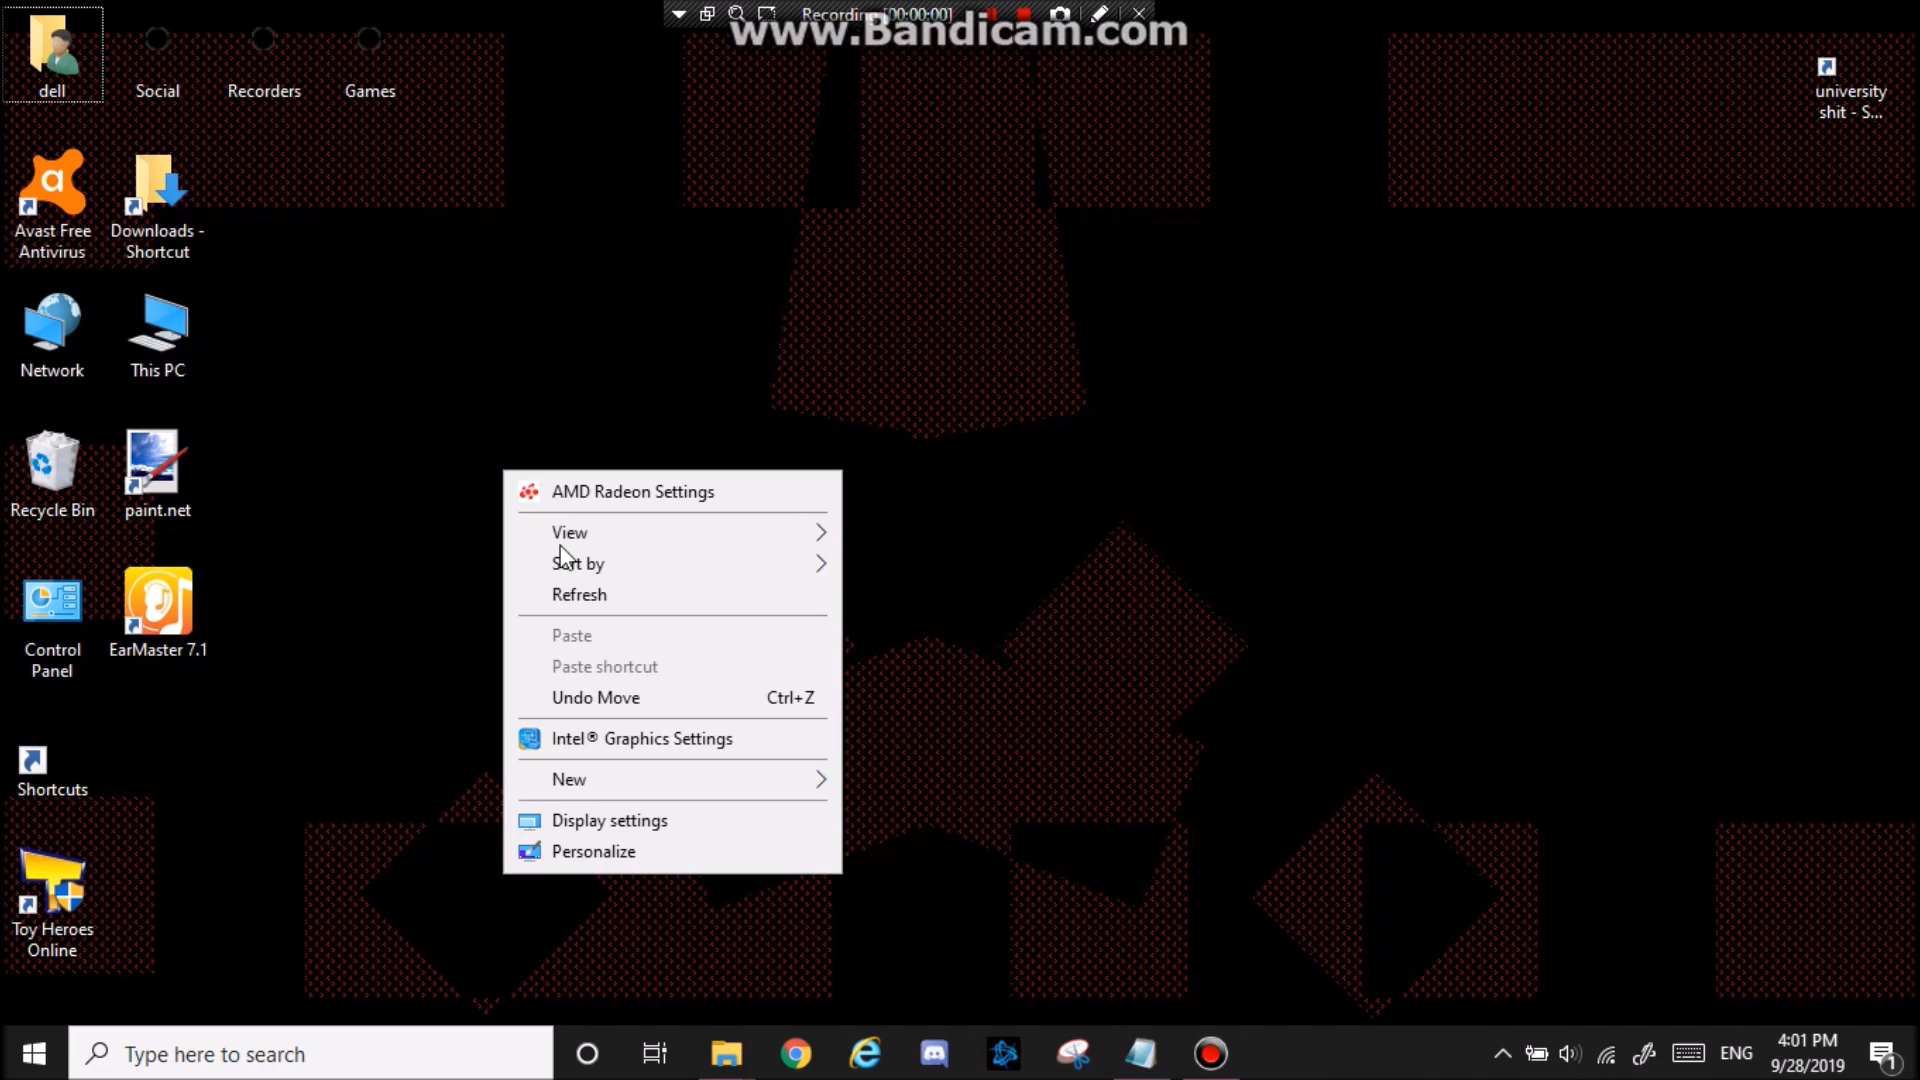 Recording [00:00:00]
www.Bandicam.com
dell
Social
Recorders
Games
university
shit - S...
a
Avast Free
Antivirus
Downloads -
Shortcut
Network
This PC
Recycle Bin
paint.net
Control
Panel
EarMaster 7.1
Shortcuts
Toy Heroes
Online
AMD Radeon Settings
View
Sort by
Refresh
Paste
Paste shortcut
Undo Move Ctrl+Z
Intel® Graphics Settings
New
Display settings
Personalize
Type here to search
ENG
4:01 PM
9/28/2019
1